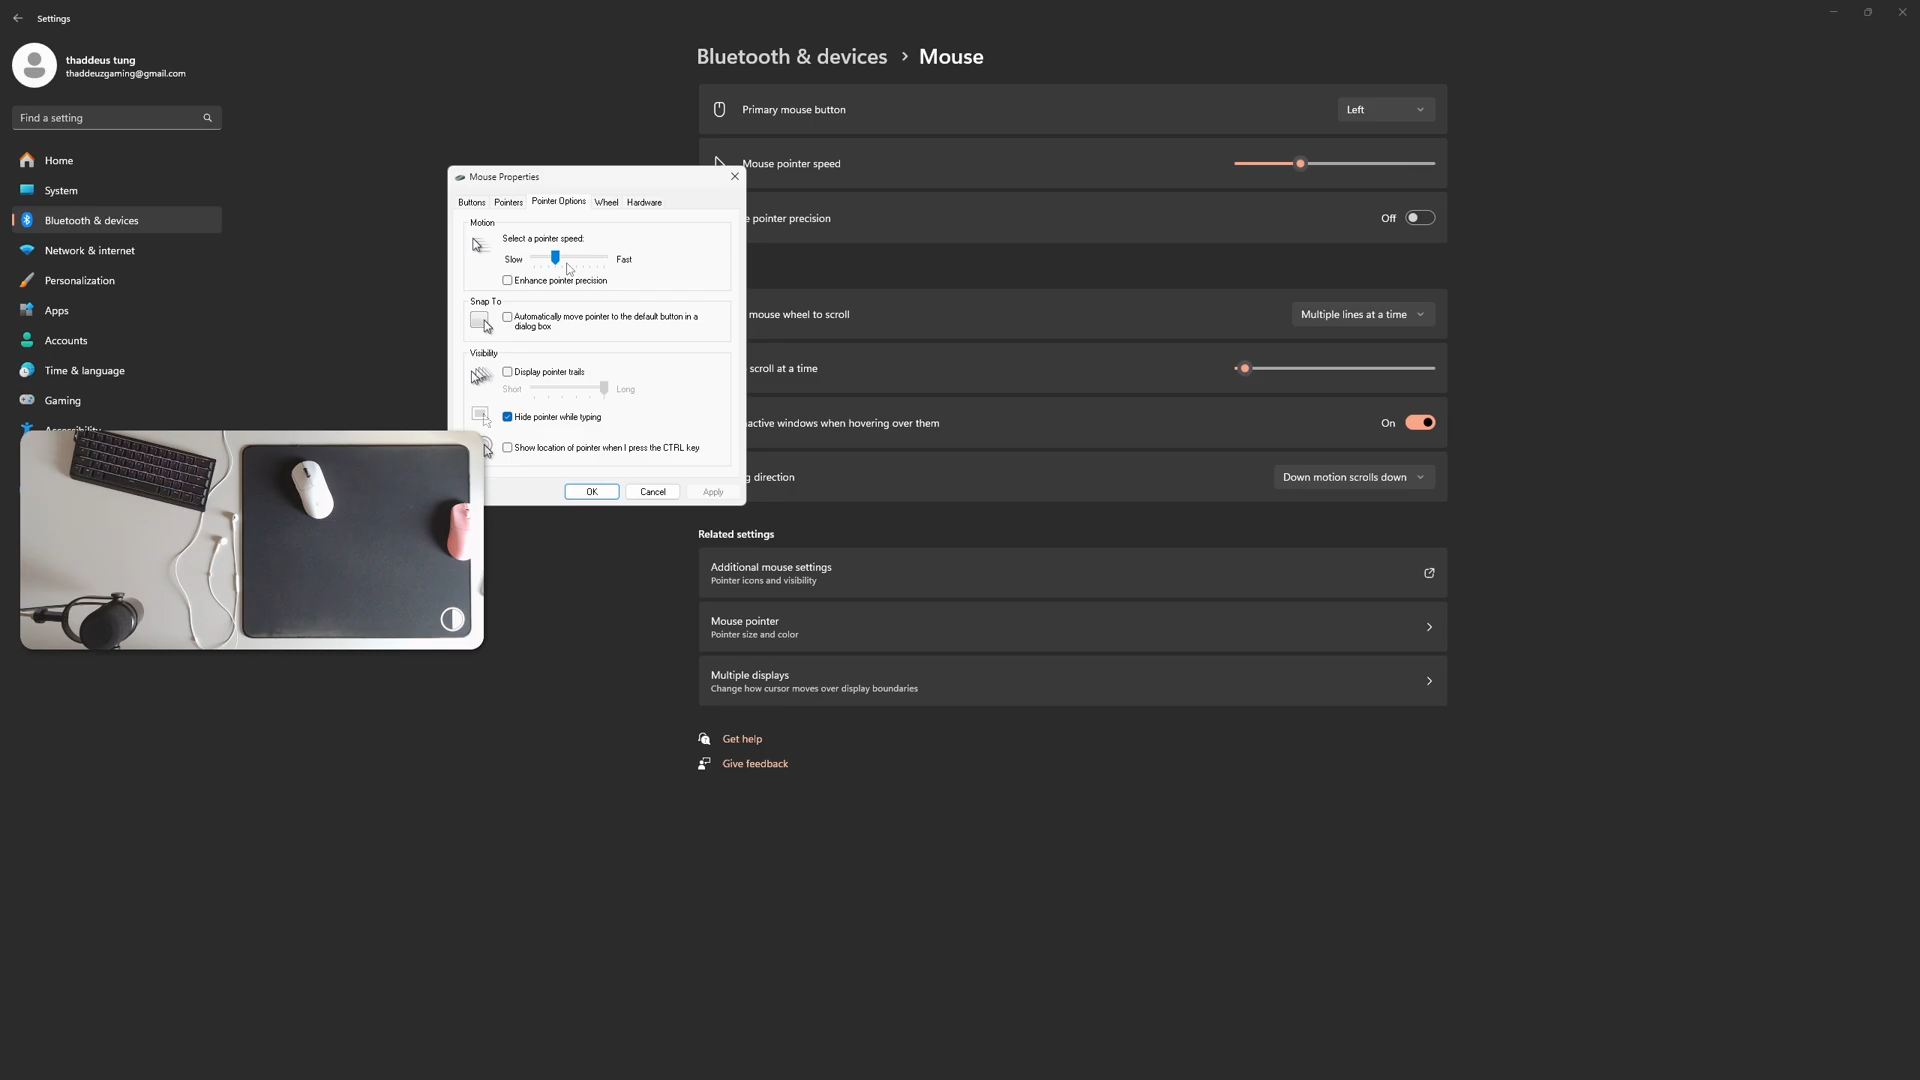 Settings
thaddeus tung
thaddeuzgaming@gmail.com
Find a setting
Home
System
Bluetooth & devices
Network & internet
Personalization
Apps
Accounts
Time & language
Gaming
Accessibility
Bluetooth & devices › Mouse
Primary mouse button
Left
Mouse pointer speed
e pointer precision
Off
mouse wheel to scroll
Multiple lines at a time
scroll at a time
active windows when hovering over them
On
g direction
Down motion scrolls down
Related settings
Additional mouse settings
Pointer icons and visibility
Mouse pointer
Pointer size and color
Multiple displays
Change how cursor moves over display boundaries
Get help
Give feedback
Mouse Properties
Buttons Pointers Pointer Options Wheel Hardware
Motion
Select a pointer speed:
Slow Fast
Enhance pointer precision
Snap To
Automatically move pointer to the default button in a
dialog box
Visibility
Display pointer trails
Short Long
Hide pointer while typing
Show location of pointer when I press the CTRL key
OK Cancel Apply